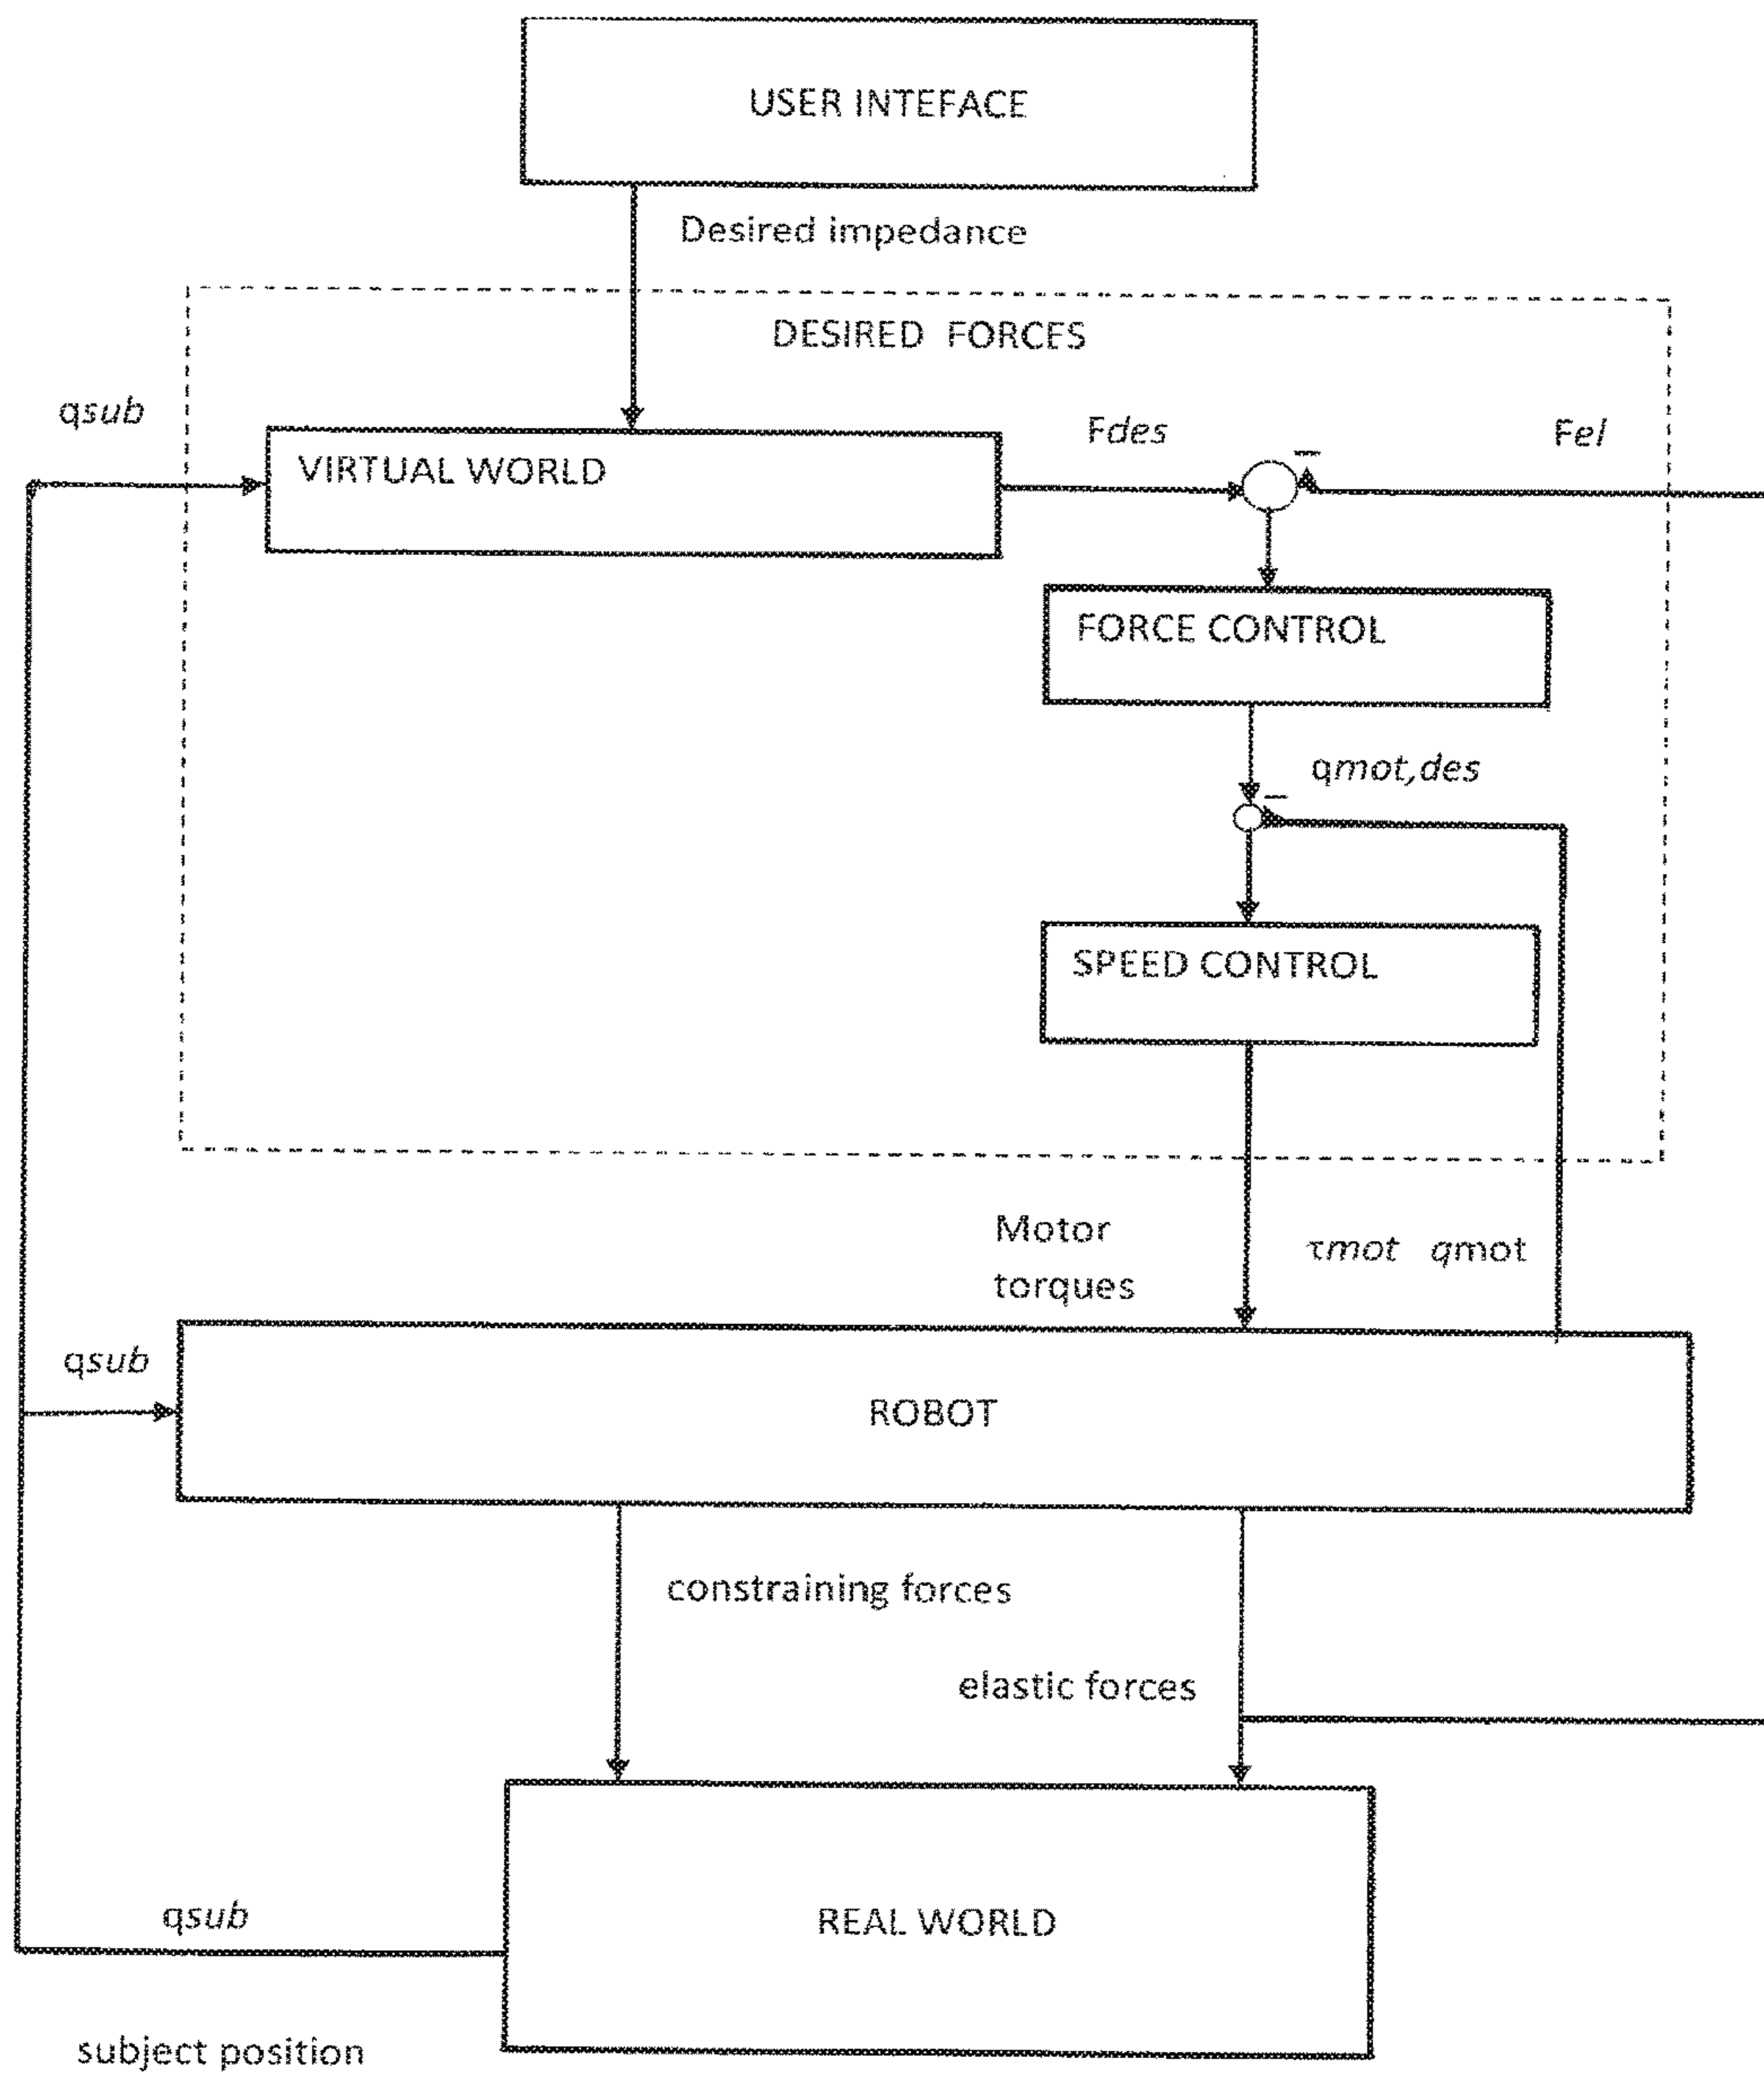 USER INTEFACE
Desired impedance
DESIRED FORCES
qsub
Fdes
Fel
VIRTUAL WORLD
FORCE CONTROL
qmot,des
SPEED CONTROL
Motor
torques
τmot qmot
qsub
ROBOT
constraining forces
elastic forces
qsub
REAL WORLD
subject position